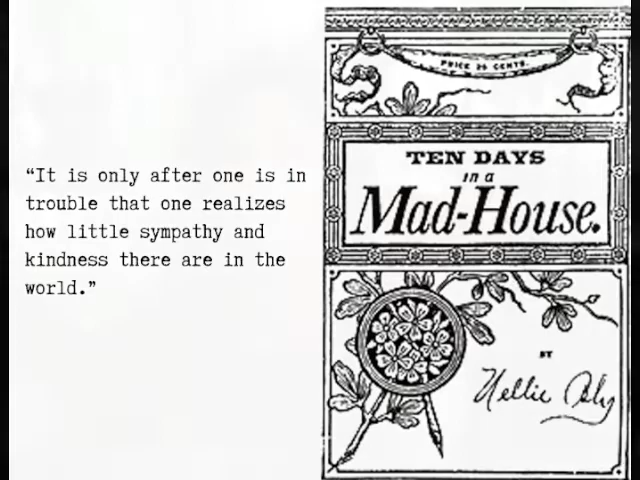 “It is only after one is in
trouble that one realizes
how little sympathy and
kindness there are in the
world.”
PRICE 25 CENTS.
TEN DAYS
in a
Mad-House.
BY
Nellie Bly